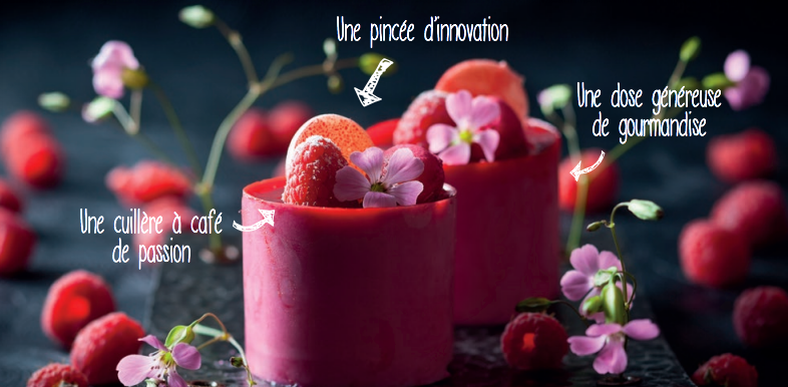 Une pincée d'innovation
Une dose généreuse
de gourmandise
Une cuillère à café
de passion